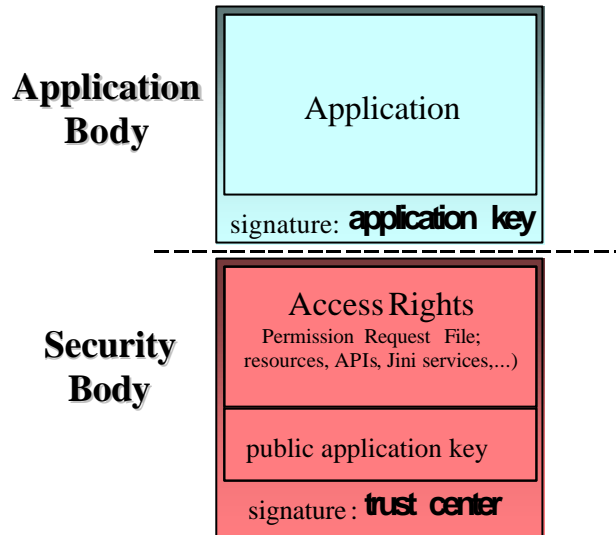 Application
Body
Application
signature: application key
Security
Body
Access Rights
Permission Request File;
resources, APIs, Jini services,...)
public application key
signature : trust center